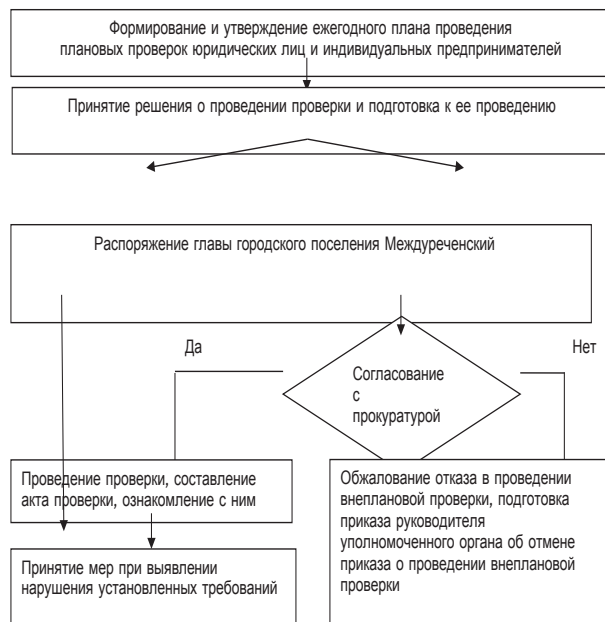 Формирование и утверждение ежегодного плана проведения
плановых проверок юридических лиц и индивидуальных предпринимателей
Принятие решения о проведении проверки и подготовка к ее проведению
Распоряжение главы городского поселения Междуреченский
Да
Нет
Согласование
с
прокуратурой
Проведение проверки, составление
акта проверки, ознакомление с ним
Обжалование отказа в проведении
внеплановой проверки, подготовка
приказа руководителя
уполномоченного органа об отмене
приказа о проведении внеплановой
проверки
Принятие мер при выявлении
нарушения установленных требований